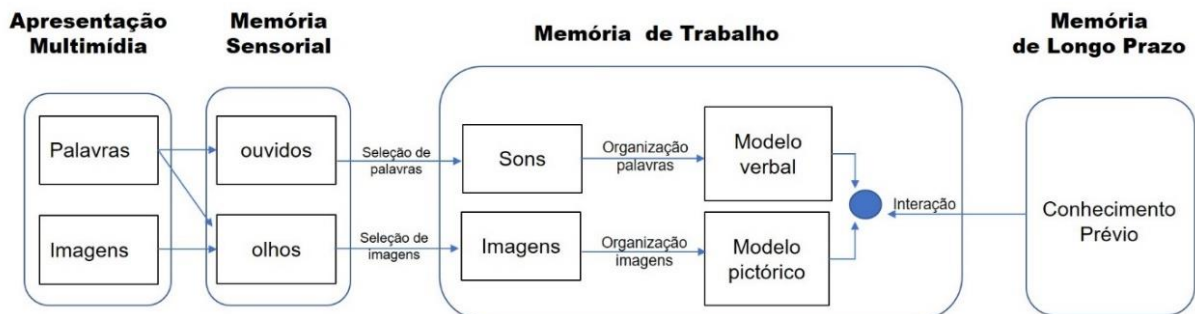 Apresentação
Multimídia
Memória
Sensorial
Memória de Trabalho
Memória
de Longo Prazo
Palavras
ouvidos
Seleção de
palavras
Sons
Organização
palavras
Modelo
verbal
Imagens
olhos
Seleção de
imagens
Imagens
Organização
imagens
Modelo
pictórico
Interação
Conhecimento
Prévio